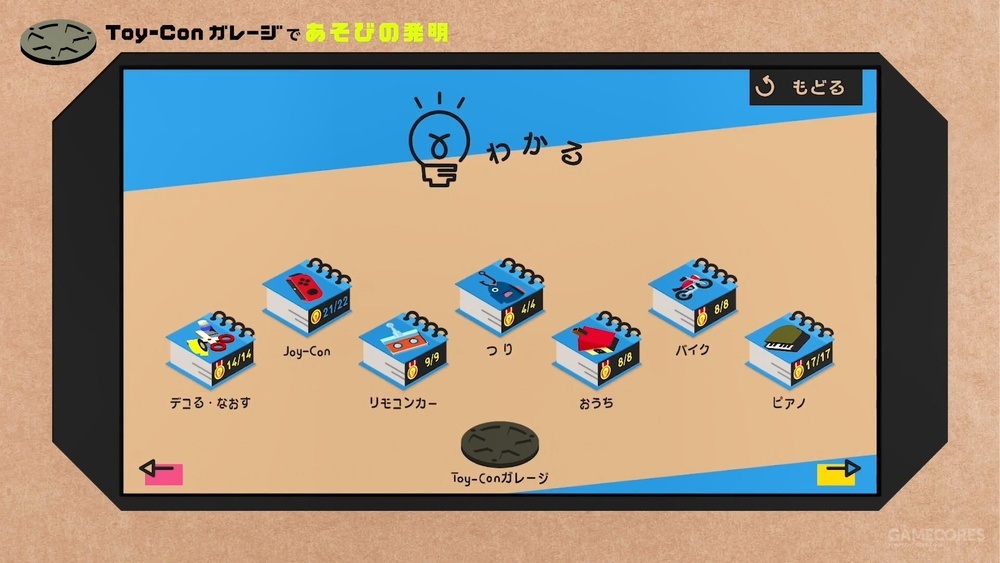 Toy-Con ガレージであそびの発明
もどる
わかる
21/22
4/4
8/8
14/14
9/9
8/8
17/17
Joy-Con
つり
バイク
デコる・なおす
リモコンカー
おうち
ピアノ
Toy-Conガレージ
GAMECORES